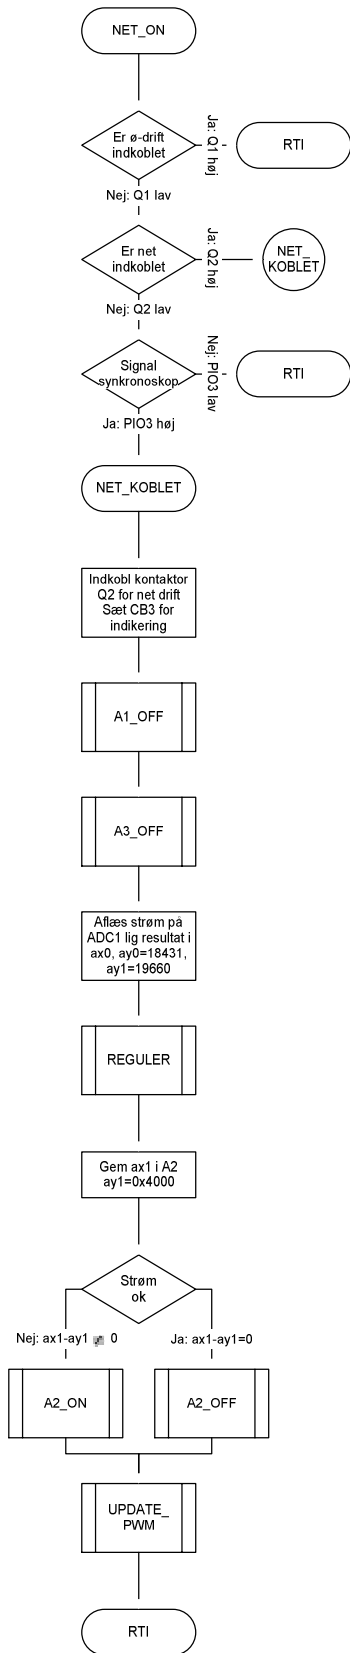 NET_ON
Er ø-drift
indkoblet
Ja: Q1
høj
RTI
Nej: Q1 lav
Er net
indkoblet
Ja: Q2
høj
NET_
KOBLET
Nej: Q2 lav
Signal
synkronoskop
Nej: PIO3 lav
RTI
Ja: PIO3 høj
NET_KOBLET
Indkobl kontaktor
Q2 for net drift
Sæt CB3 for
indikering
A1_OFF
A3_OFF
Aflæs strøm på
ADC1 lig resultat i
ax0, ay0=18431,
ay1=19660
REGULER
Gem ax1 i A2
ay1=0x4000
Strøm
ok
Nej: ax1-ay1 0
Ja: ax1-ay1=0
A2_ON
A2_OFF
UPDATE_
PWM
RTI